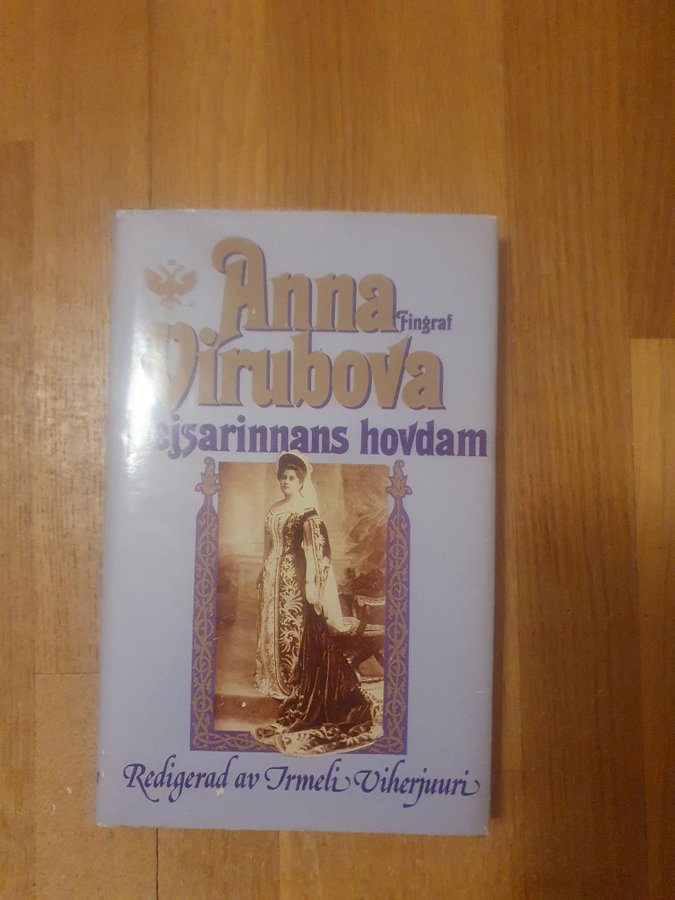 Anna
Fingraf
Virubova
Kejsarinnans hovdam
Redigerad av Irmeli Viherjuuri